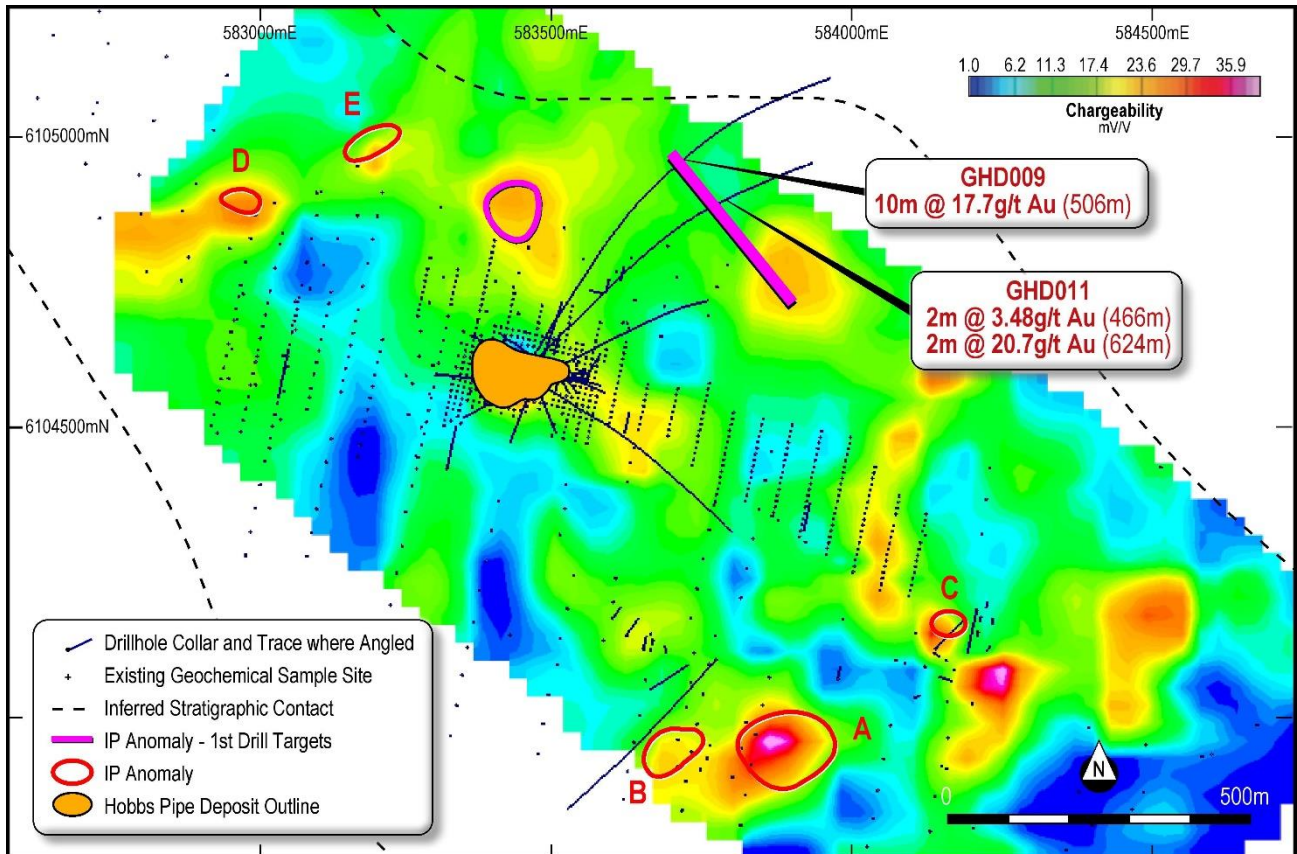 583000mE
583500mE
584000mE
584500mE
1.0 6.2 11.3 17.4 23.6 29.7 35.9
Chargeability
mV/V
6105000mN
E
D
GHD009
10m @ 17.7g/t Au (506m)
GHD011
2m @ 3.48g/t Au (466m)
2m @ 20.7g/t Au (624m)
6104500mN
C
A
B
N
0
500m
Drillhole Collar and Trace where Angled
Existing Geochemical Sample Site
Inferred Stratigraphic Contact
IP Anomaly - 1st Drill Targets
IP Anomaly
Hobbs Pipe Deposit Outline